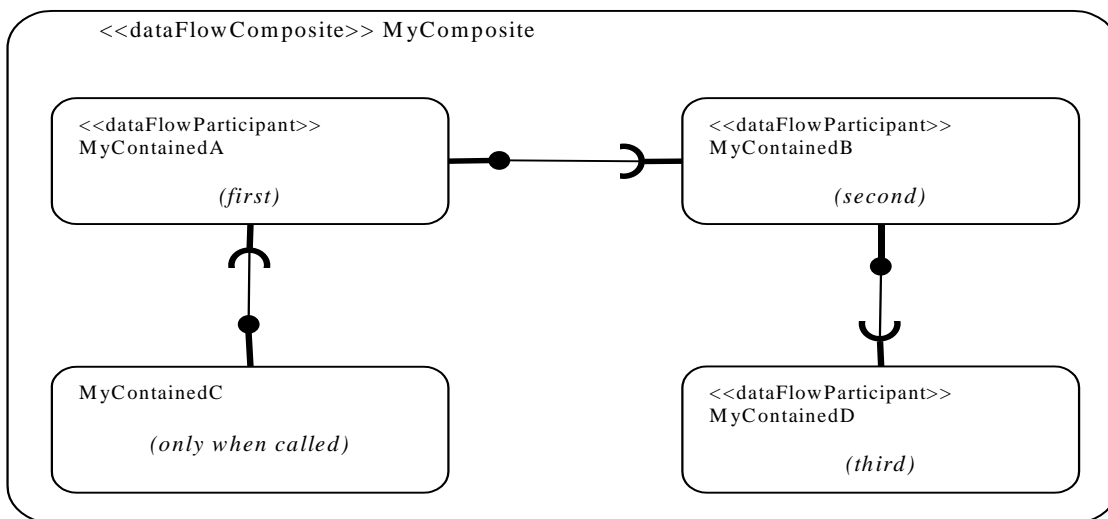 <<dataFlowComposite>> MyComposite
<<dataFlowParticipant>>
MyContainedA
(first)
<<dataFlowParticipant>>
MyContainedB
(second)
MyContainedC
(only when called)
<<dataFlowParticipant>>
MyContainedD
(third)